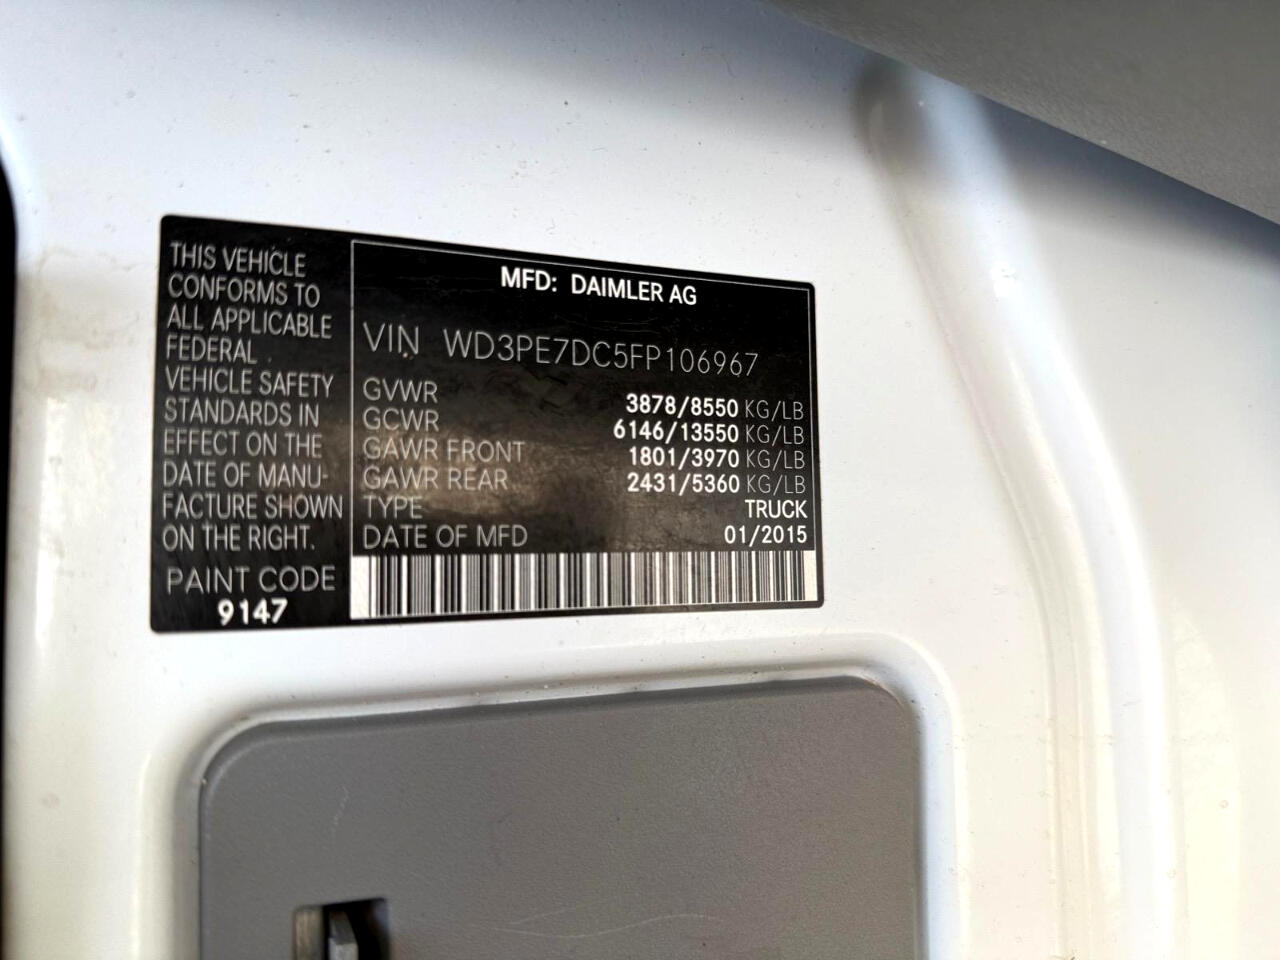 THIS VEHICLE
CONFORMS TO
ALL APPLICABLE
FEDERAL
VEHICLE SAFETY
STANDARDS IN
EFFECT ON THE
DATE OF MANU-
FACTURE SHOWN
ON THE RIGHT.
PAINT CODE
9147
MFD: DAIMLER AG
VIN WD3PE7DC5FP106967
GVWR 3878/8550 KG/LB
GCWR 6146/13550 KG/LB
GAWR FRONT 1801/3970 KG/LB
GAWR REAR 2431/5360 KG/LB
TYPE TRUCK
DATE OF MFD 01/2015